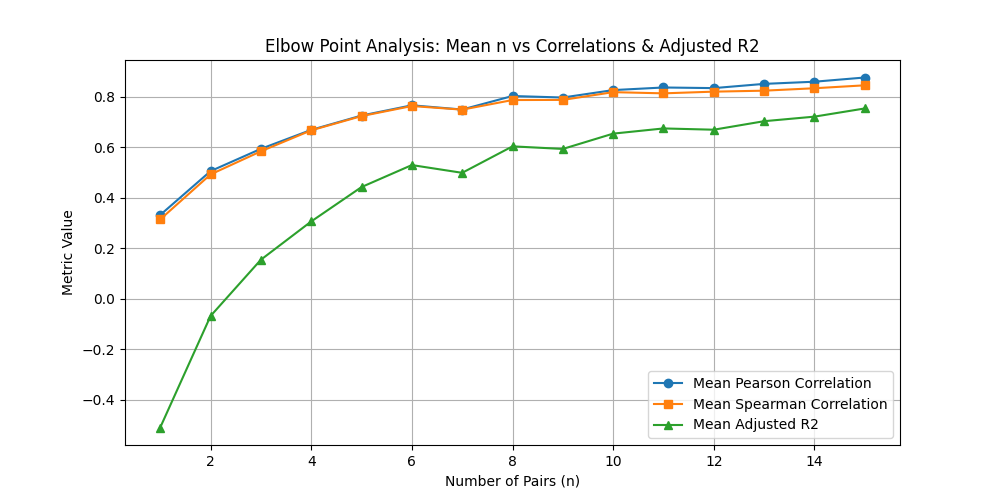 Elbow Point Analysis: Mean n vs Correlations & Adjusted R2
Metric Value
0.8
0.6
0.4
0.2
0.0
−0.2
−0.4
Mean Pearson Correlation
Mean Spearman Correlation
Mean Adjusted R2
2 4 6 8 10 12 14
Number of Pairs (n)